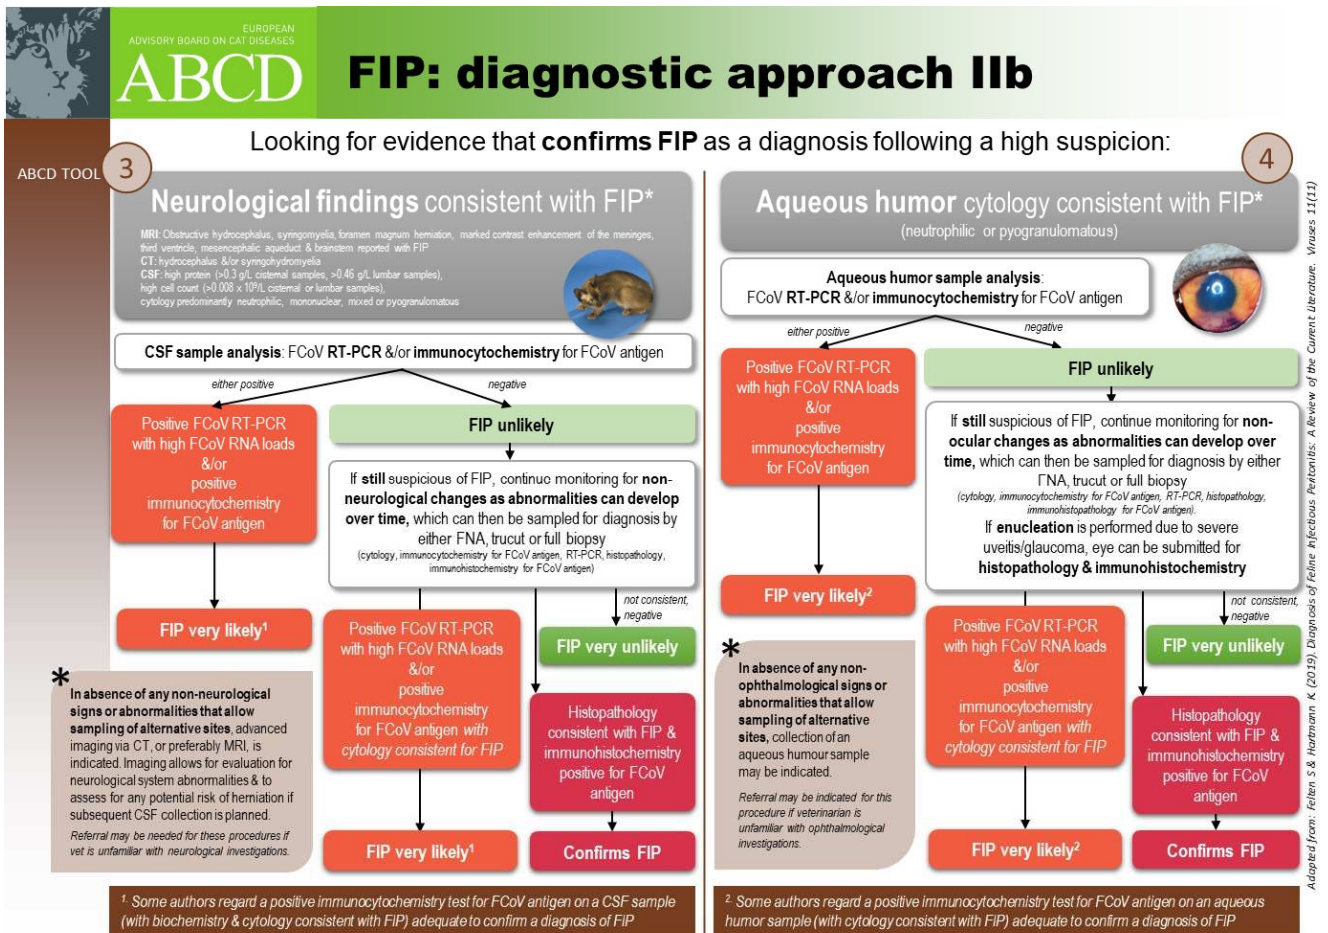 EUROPEAN
ADVISORY BOARD ON CAT DISEASES
ABCD
FIP: diagnostic approach IIb
Looking for evidence that confirms FIP as a diagnosis following a high suspicion:
ABCD TOOL
3
Neurological findings consistent with FIP*
MRI: Obstructive hydrocephalus, syringomyelia, foramen magnum herniation, marked contrast enhancement of the meninges,
third ventricle, mesencephalic aqueduct & brainstem reported with FIP
CT: hydrocephalus &/or syringohydromyelia
CSF: high protein (>0.3 g/L cisternal samples, >0.46 g/L lumbar samples),
high cell count (>0.008 x 10⁹/L cisternal or lumbar samples),
cytology predominantly neutrophilic, mononuclear, mixed or pyogranulomatous
CSF sample analysis: FCoV RT-PCR &/or immunocytochemistry for FCoV antigen
either positive
negative
Positive FCoV RT-PCR
with high FCoV RNA loads
&/or
positive
immunocytochemistry
for FCoV antigen
FIP very likely¹
FIP unlikely
If still suspicious of FIP, continue monitoring for non-
neurological changes as abnormalities can develop
over time, which can then be sampled for diagnosis by
either FNA, trucut or full biopsy
(cytology, immunocytochemistry for FCoV antigen, RT-PCR, histopathology,
immunohistochemistry for FCoV antigen)
not consistent,
negative
FIP very unlikely
Positive FCoV RT-PCR
with high FCoV RNA loads
&/or
positive
immunocytochemistry
for FCoV antigen with
cytology consistent for FIP
FIP very likely¹
Histopathology
consistent with FIP &
immunohistochemistry
positive for FCoV
antigen
Confirms FIP
*
In absence of any non-neurological
signs or abnormalities that allow
sampling of alternative sites, advanced
imaging via CT, or preferably MRI, is
indicated. Imaging allows for evaluation for
neurological system abnormalities & to
assess for any potential risk of herniation if
subsequent CSF collection is planned.
Referral may be needed for these procedures if
vet is unfamiliar with neurological investigations.
1. Some authors regard a positive immunocytochemistry test for FCoV antigen on a CSF sample
(with biochemistry & cytology consistent with FIP) adequate to confirm a diagnosis of FIP
4
Aqueous humor cytology consistent with FIP*
(neutrophilic or pyogranulomatous)
Aqueous humor sample analysis:
FCoV RT-PCR &/or immunocytochemistry for FCoV antigen
either positive
negative
Positive FCoV RT-PCR
with high FCoV RNA loads
&/or
positive
immunocytochemistry
for FCoV antigen
FIP very likely²
FIP unlikely
If still suspicious of FIP, continue monitoring for non-
ocular changes as abnormalities can develop over
time, which can then be sampled for diagnosis by either
FNA, trucut or full biopsy
(cytology, immunocytochemistry for FCoV antigen, RT-PCR, histopathology,
immunohistopathology for FCoV antigen).
If enucleation is performed due to severe
uveitis/glaucoma, eye can be submitted for
histopathology & immunohistochemistry
not consistent,
negative
FIP very unlikely
Positive FCoV RT-PCR
with high FCoV RNA loads
&/or
positive
immunocytochemistry
for FCoV antigen with
cytology consistent for FIP
FIP very likely²
Histopathology
consistent with FIP &
immunohistochemistry
positive for FCoV
antigen
Confirms FIP
*
In absence of any non-
ophthalmological signs or
abnormalities that allow
sampling of alternative
sites, collection of an
aqueous humour sample
may be indicated.
Referral may be indicated for this
procedure if veterinarian is
unfamiliar with ophthalmological
investigations.
2. Some authors regard a positive immunocytochemistry test for FCoV antigen on an aqueous
humor sample (with cytology consistent with FIP) adequate to confirm a diagnosis of FIP
Adapted from: Felten S & Hartmann K (2019). Diagnosis of Feline Infectious Peritonitis: A Review of the Current Literature. Viruses 11(11)